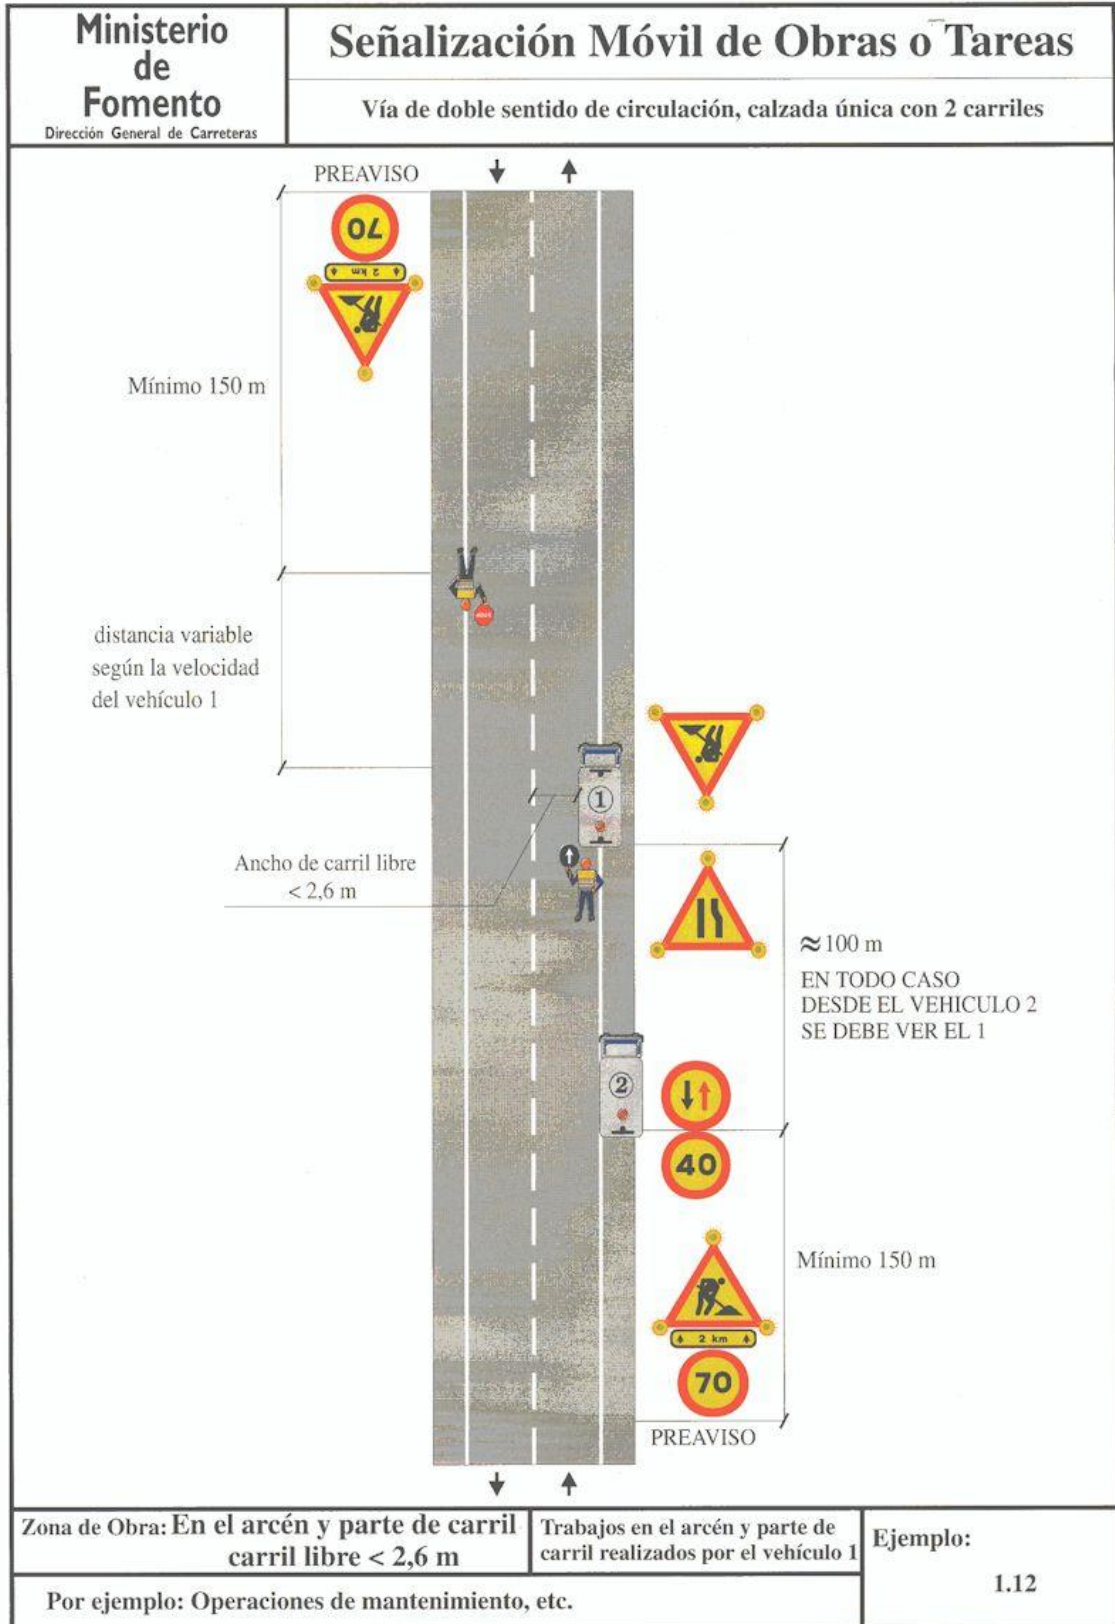 Ministerio
de
Fomento
Dirección General de Carreteras
Señalización Móvil de Obras o Tareas
Vía de doble sentido de circulación, calzada única con 2 carriles
PREAVISO
70
2 km
Mínimo 150 m
distancia variable
según la velocidad
del vehículo 1
1
Ancho de carril libre
< 2,6 m
≈100 m
EN TODO CASO
DESDE EL VEHICULO 2
SE DEBE VER EL 1
2
40
Mínimo 150 m
2 km
70
PREAVISO
Zona de Obra: En el arcén y parte de carril
carril libre < 2,6 m
Trabajos en el arcén y parte de
carril realizados por el vehículo 1
Ejemplo:
1.12
Por ejemplo: Operaciones de mantenimiento, etc.